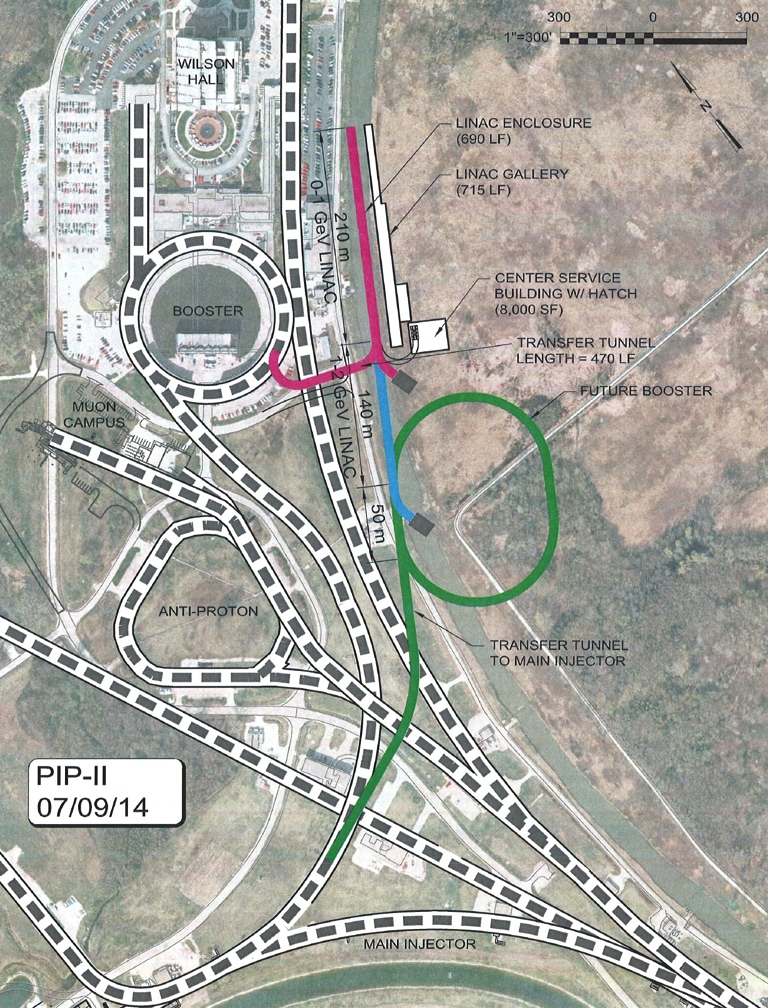 300 0 300
1"=300'
N
WILSON
HALL
LINAC ENCLOSURE
(690 LF)
LINAC GALLERY
(715 LF)
210 m
0-1 GeV LINAC
CENTER SERVICE
BUILDING W/ HATCH
(8,000 SF)
BOOSTER
TRANSFER TUNNEL
LENGTH = 470 LF
FUTURE BOOSTER
140 m
1-2 GeV LINAC
MUON
CAMPUS
50 m
ANTI-PROTON
TRANSFER TUNNEL
TO MAIN INJECTOR
PIP-II
07/09/14
MAIN INJECTOR